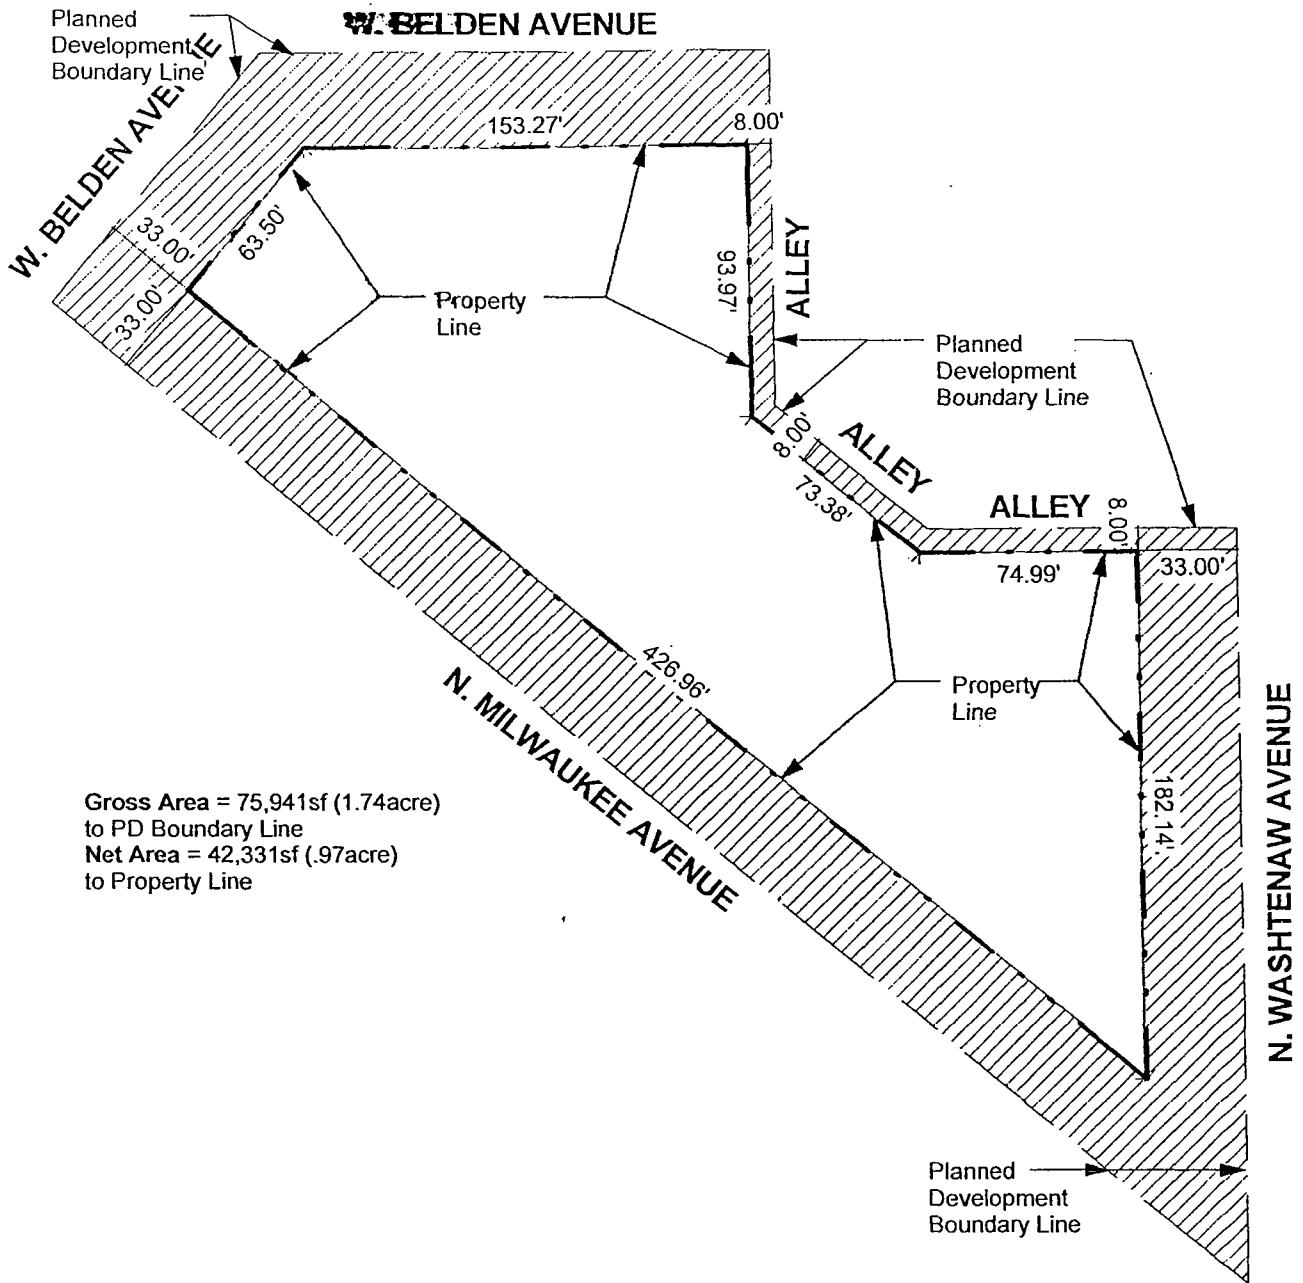 Planned
Development
Boundary Line
W. BELDEN AVENUE
W. BELDEN AVENUE
153.27'
8.00'
33.00'
63.50'
33.00'
93.97'
ALLEY
Property
Line
Planned
Development
Boundary Line
8.00'
ALLEY
73.38'
ALLEY
8.00'
74.99'
33.00'
426.96'
Property
Line
N. MILWAUKEE AVENUE
182.14'
N. WASHTENAW AVENUE
Gross Area = 75,941sf (1.74acre)
to PD Boundary Line
Net Area = 42,331sf (.97acre)
to Property Line
Planned
Development
Boundary Line